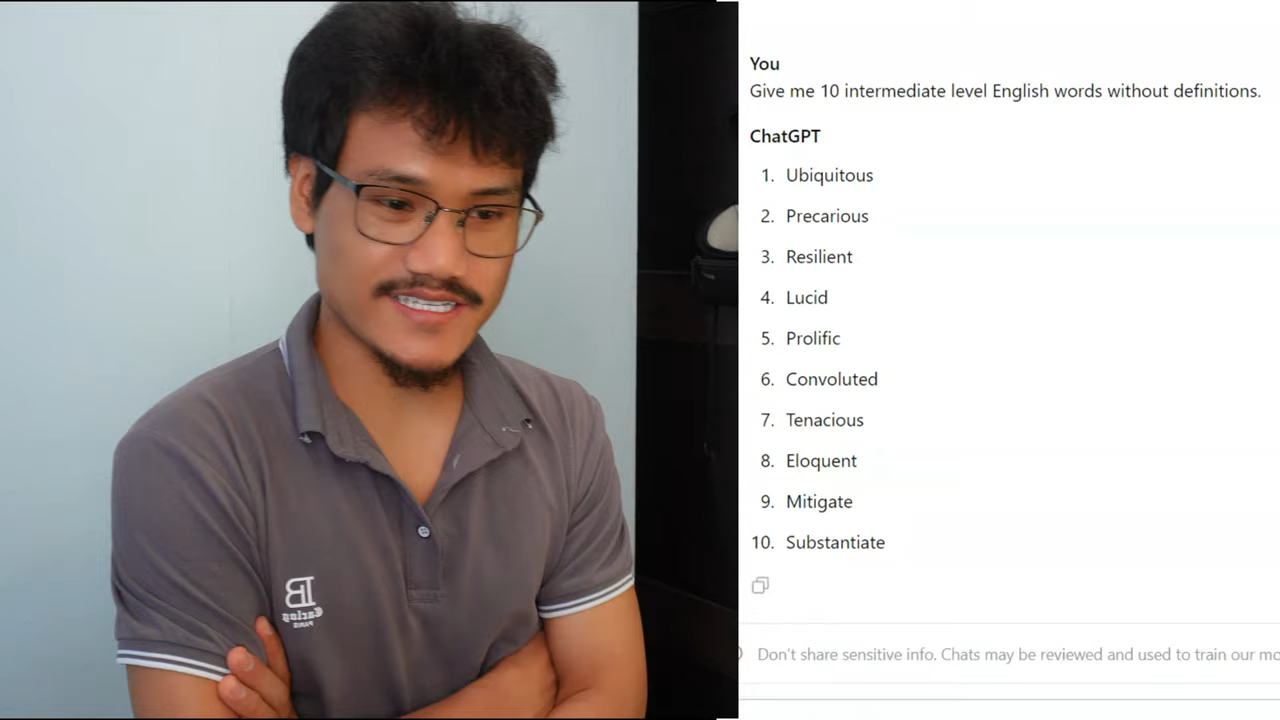 You
Give me 10 intermediate level English words without definitions.
ChatGPT
1. Ubiquitous
2. Precarious
3. Resilient
4. Lucid
5. Prolific
6. Convoluted
7. Tenacious
8. Eloquent
9. Mitigate
10. Substantiate
Don't share sensitive info. Chats may be reviewed and used to train our mo
PARIS